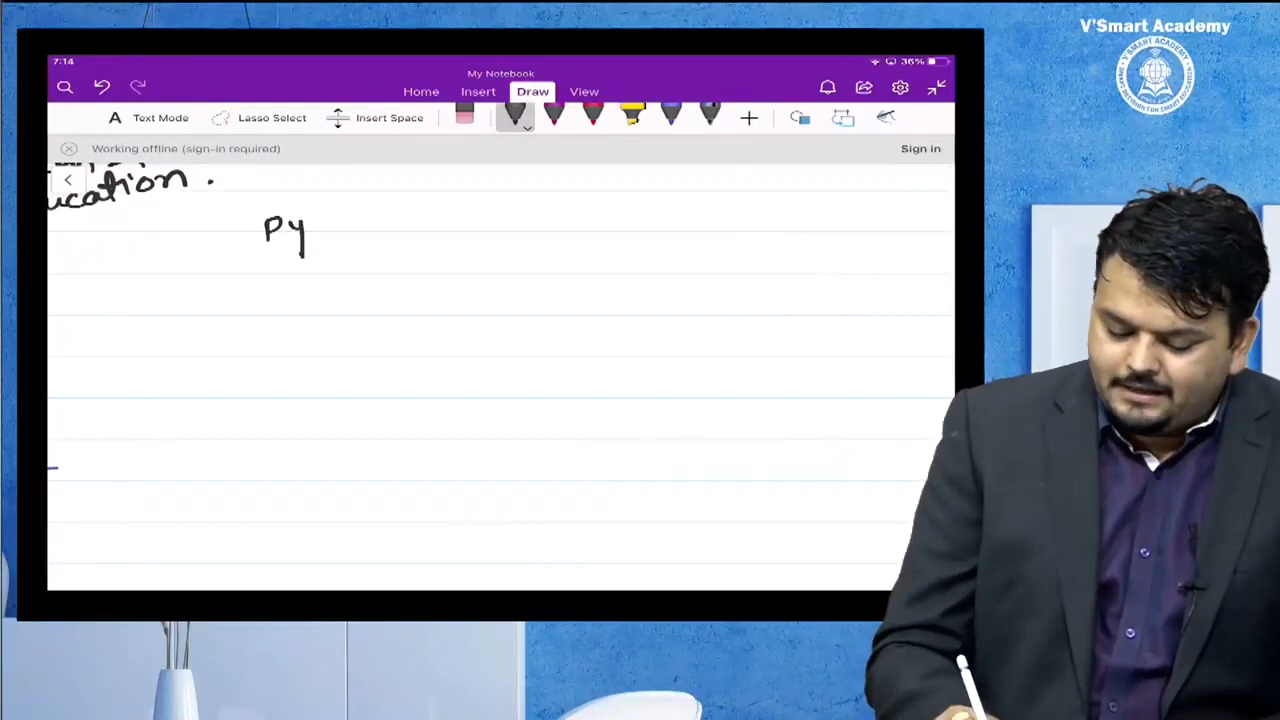 V'Smart Academy
7:14
36%
My Notebook
Home Insert Draw View
Text Mode Lasso Select Insert Space
Working offline (sign-in required) Sign in
ucation.
Py